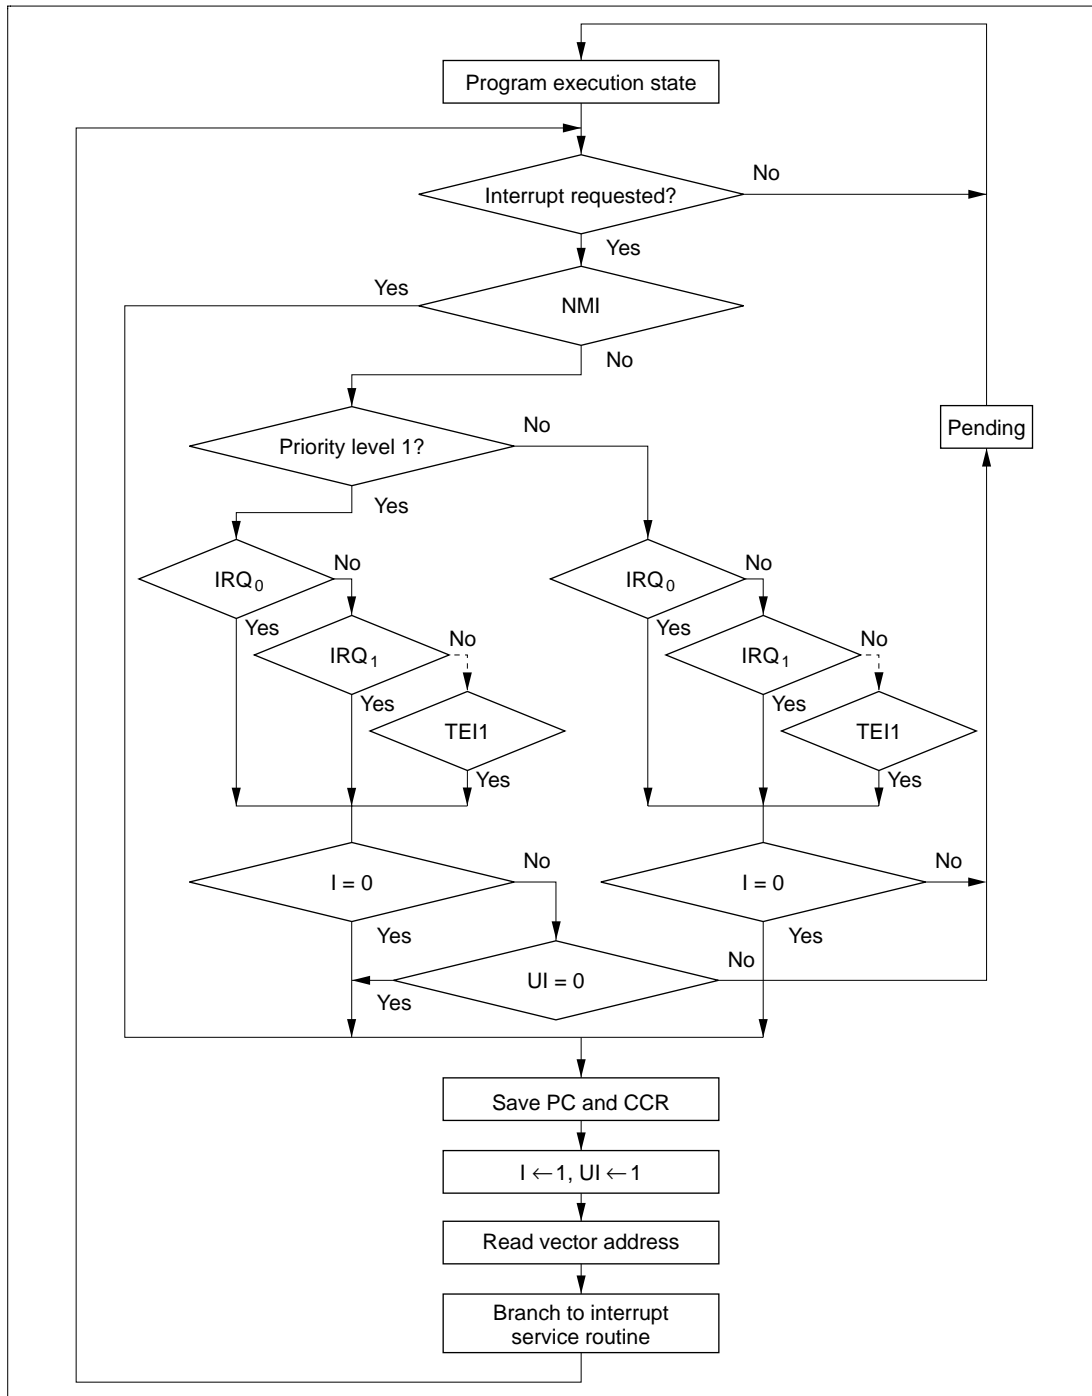 Program execution state
Interrupt requested?
No
Yes
Yes
NMI
No
Priority level 1?
No
Pending
Yes
IRQ0
No
IRQ0
No
Yes
IRQ1
No
Yes
IRQ1
No
Yes
TEI1
Yes
TEI1
Yes
Yes
I = 0
No
I = 0
No
Yes
Yes
UI = 0
No
Yes
Save PC and CCR
I ← 1, UI ← 1
Read vector address
Branch to interrupt
service routine